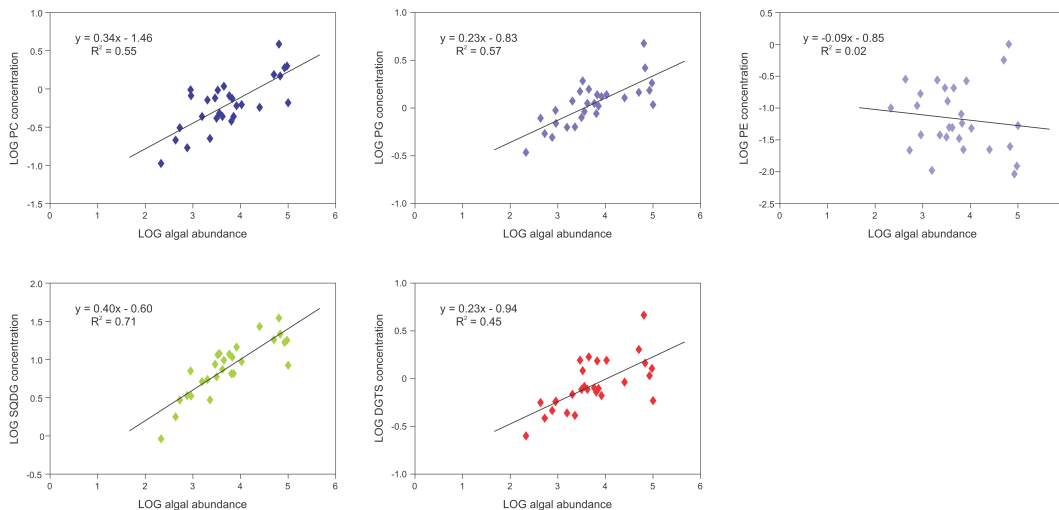 y = 0.34x - 1.46
R² = 0.55
1.0
0.5
0.0
-0.5
-1.0
-1.5
0 1 2 3 4 5 6
LOG PC concentration
LOG algal abundance
y = 0.23x - 0.83
R² = 0.57
1.0
0.5
0.0
-0.5
-1.0
0 1 2 3 4 5 6
LOG PG concentration
LOG algal abundance
y = -0.09x - 0.85
R² = 0.02
0.5
0
-0.5
-1.0
-1.5
-2.0
-2.5
0 1 2 3 4 5
LOG PE concentration
LOG algal abundance
y = 0.40x - 0.60
R² = 0.71
2.0
1.5
1.0
0.5
0
-0.5
0 1 2 3 4 5 6
LOG SQDG concentration
LOG algal abundance
y = 0.23x - 0.94
R² = 0.45
1.0
0.5
0
-0.5
-1.0
0 1 2 3 4 5 6
LOG DGTS concentration
LOG algal abundance